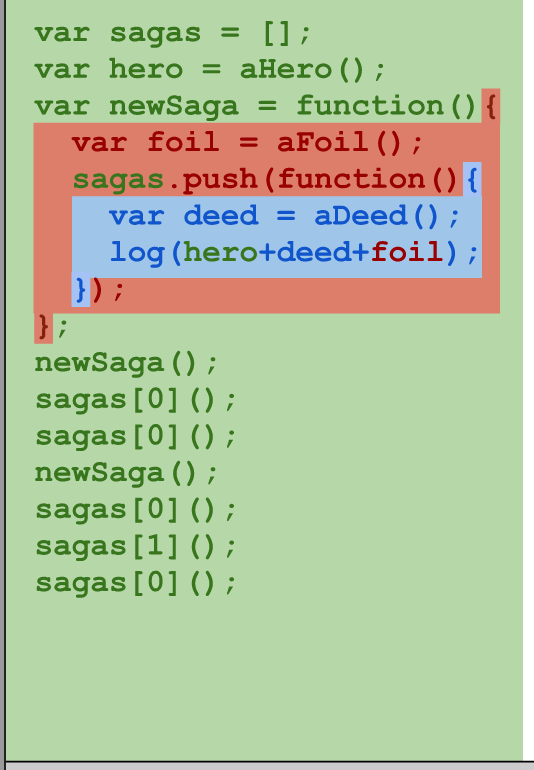 var sagas = [];
var hero = aHero();
var newSaga = function(){
  var foil = aFoil();
  sagas.push(function(){
    var deed = aDeed();
    log(hero+deed+foil);
  });
};
newSaga();
sagas[0]();
sagas[0]();
newSaga();
sagas[0]();
sagas[1]();
sagas[0]();